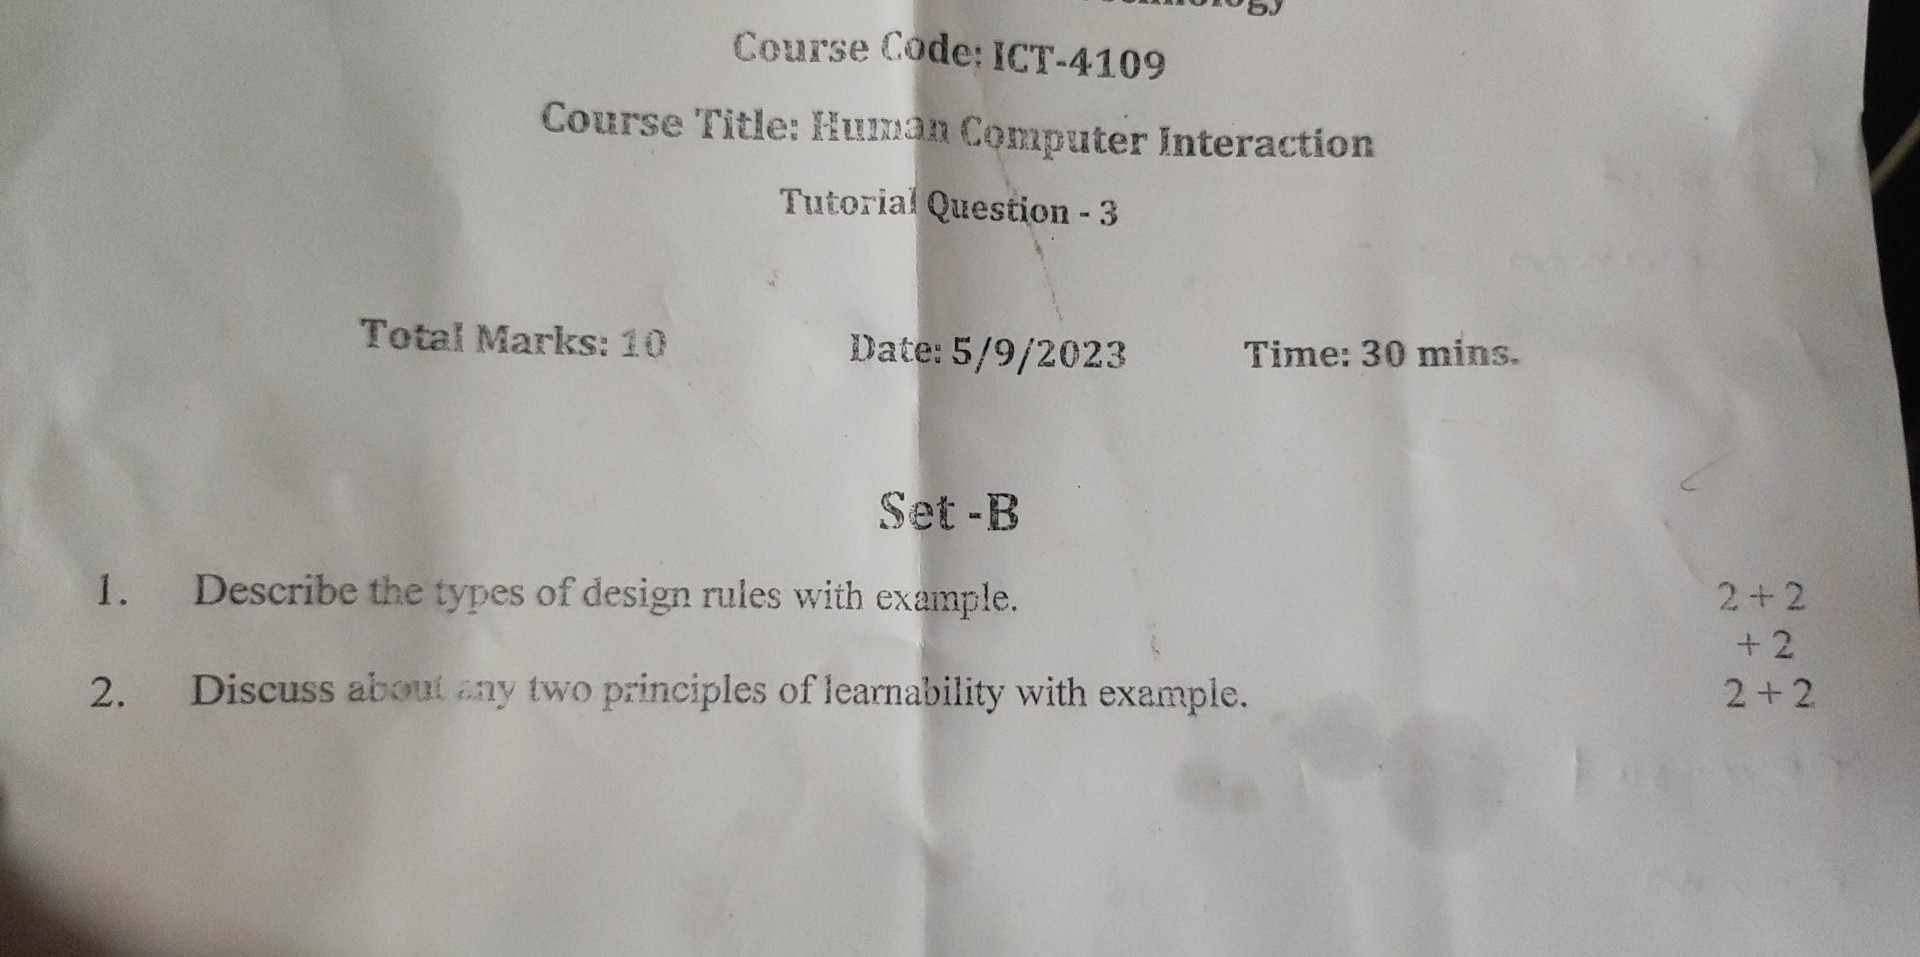 Course Code: ICT-4109
Course Title: Human Computer Interaction
Tutorial Question - 3
Total Marks: 10 Date: 5/9/2023 Time: 30 mins.
Set -B
1. Describe the types of design rules with example. 2 + 2
+ 2
2. Discuss about any two principles of learnability with example. 2 + 2